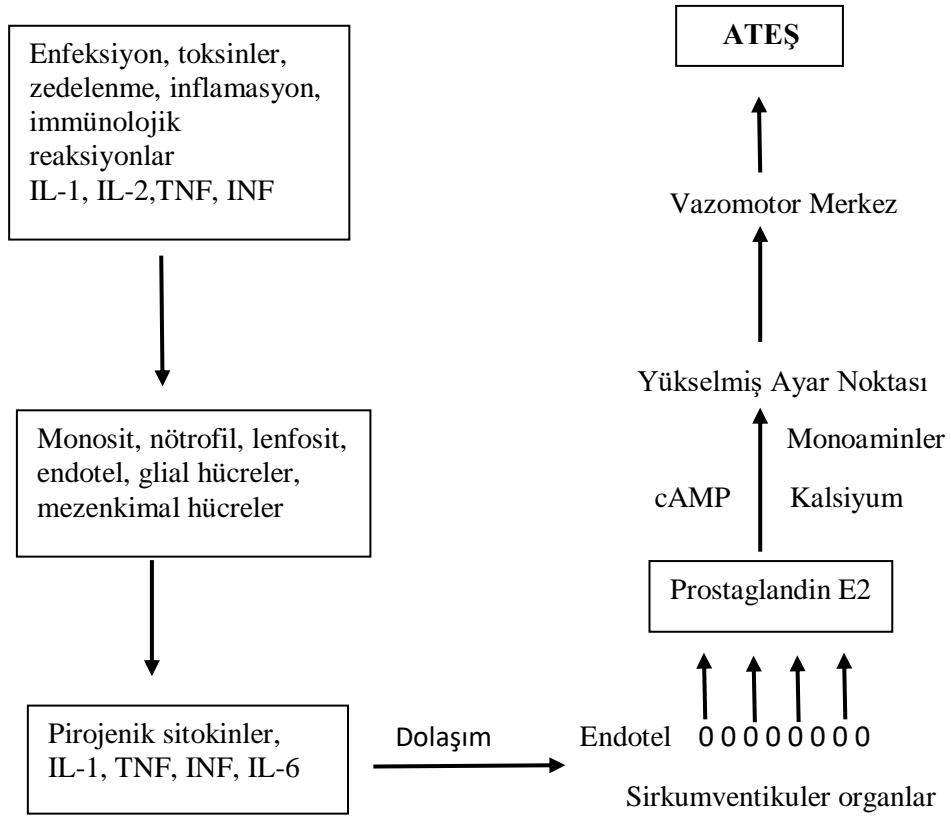 Enfeksiyon, toksinler,
zedelenme, inflamasyon,
immünolojik
reaksiyonlar
IL-1, IL-2,TNF, INF
Monosit, nötrofil, lenfosit,
endotel, glial hücreler,
mezenkimal hücreler
Pirojenik sitokinler,
IL-1, TNF, INF, IL-6
Dolaşım
Endotel 0 0 0 0 0 0 0 0
Sirkumventikuler organlar
Prostaglandin E2
cAMP Kalsiyum
Monoaminler
Yükselmiş Ayar Noktası
Vazomotor Merkez
ATEŞ